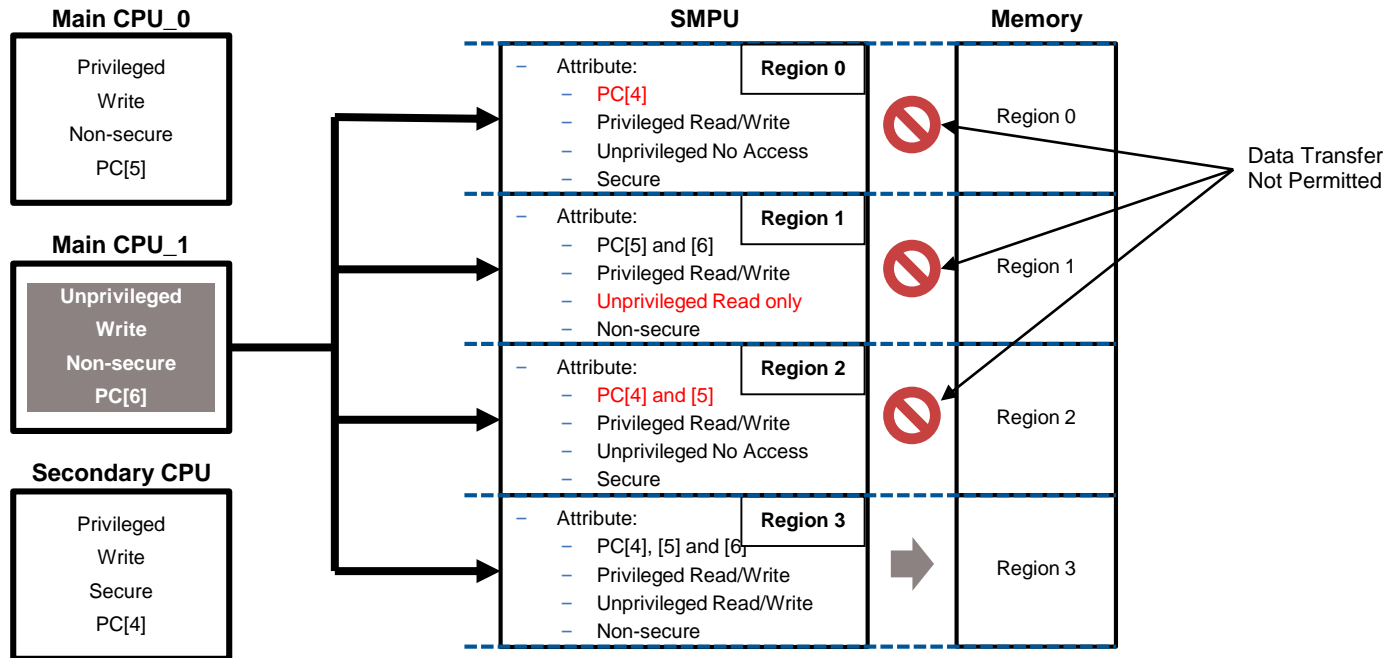 Main CPU_0
Privileged
Write
Non-secure
PC[5]
Main CPU_1
Unprivileged
Write
Non-secure
PC[6]
Secondary CPU
Privileged
Write
Secure
PC[4]
SMPU
– Attribute:
Region 0
– PC[4]
– Privileged Read/Write
– Unprivileged No Access
– Secure
– Attribute:
Region 1
– PC[5] and [6]
– Privileged Read/Write
– Unprivileged Read only
– Non-secure
– Attribute:
Region 2
– PC[4] and [5]
– Privileged Read/Write
– Unprivileged No Access
– Secure
– Attribute:
Region 3
– PC[4], [5] and [6]
– Privileged Read/Write
– Unprivileged Read/Write
– Non-secure
Memory
Region 0
Region 1
Region 2
Region 3
Data Transfer
Not Permitted